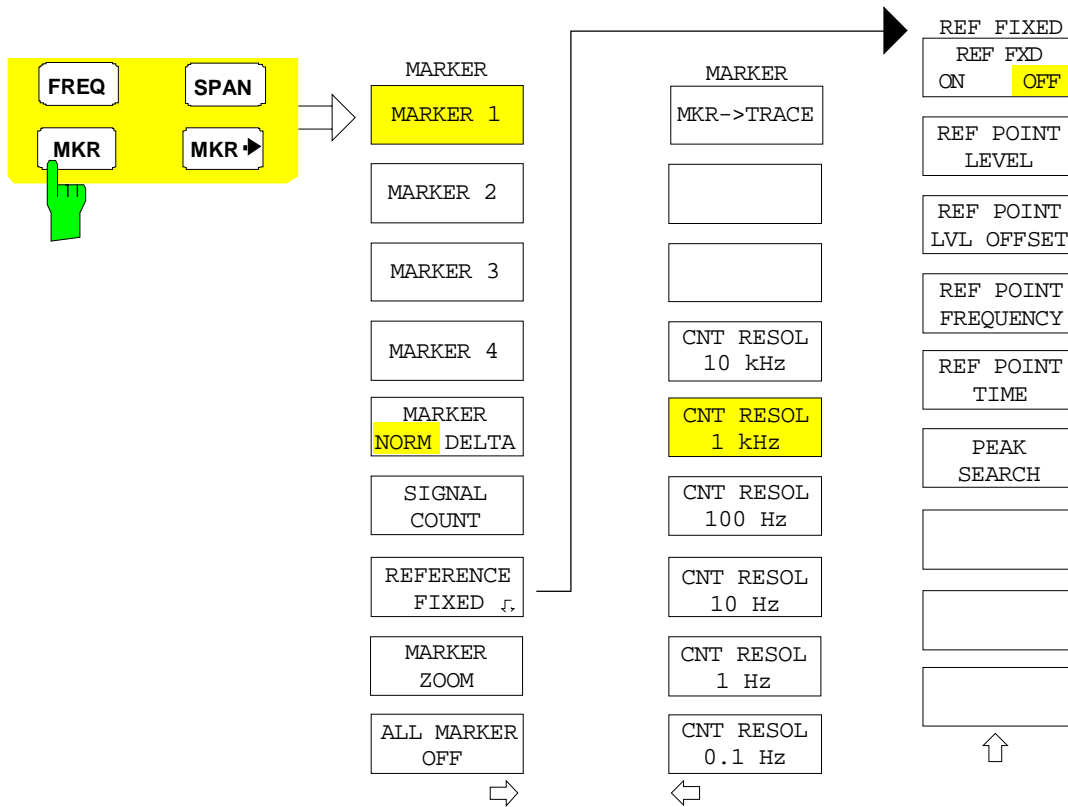 FREQ
SPAN
MKR
MKR
MARKER
MARKER 1
MARKER 2
MARKER 3
MARKER 4
MARKER
NORM DELTA
SIGNAL
COUNT
REFERENCE
FIXED
MARKER
ZOOM
ALL MARKER
OFF
MARKER
MKR->TRACE
CNT RESOL
10 kHz
CNT RESOL
1 kHz
CNT RESOL
100 Hz
CNT RESOL
10 Hz
CNT RESOL
1 Hz
CNT RESOL
0.1 Hz
REF FIXED
REF FXD
ON OFF
REF POINT
LEVEL
REF POINT
LVL OFFSET
REF POINT
FREQUENCY
REF POINT
TIME
PEAK
SEARCH